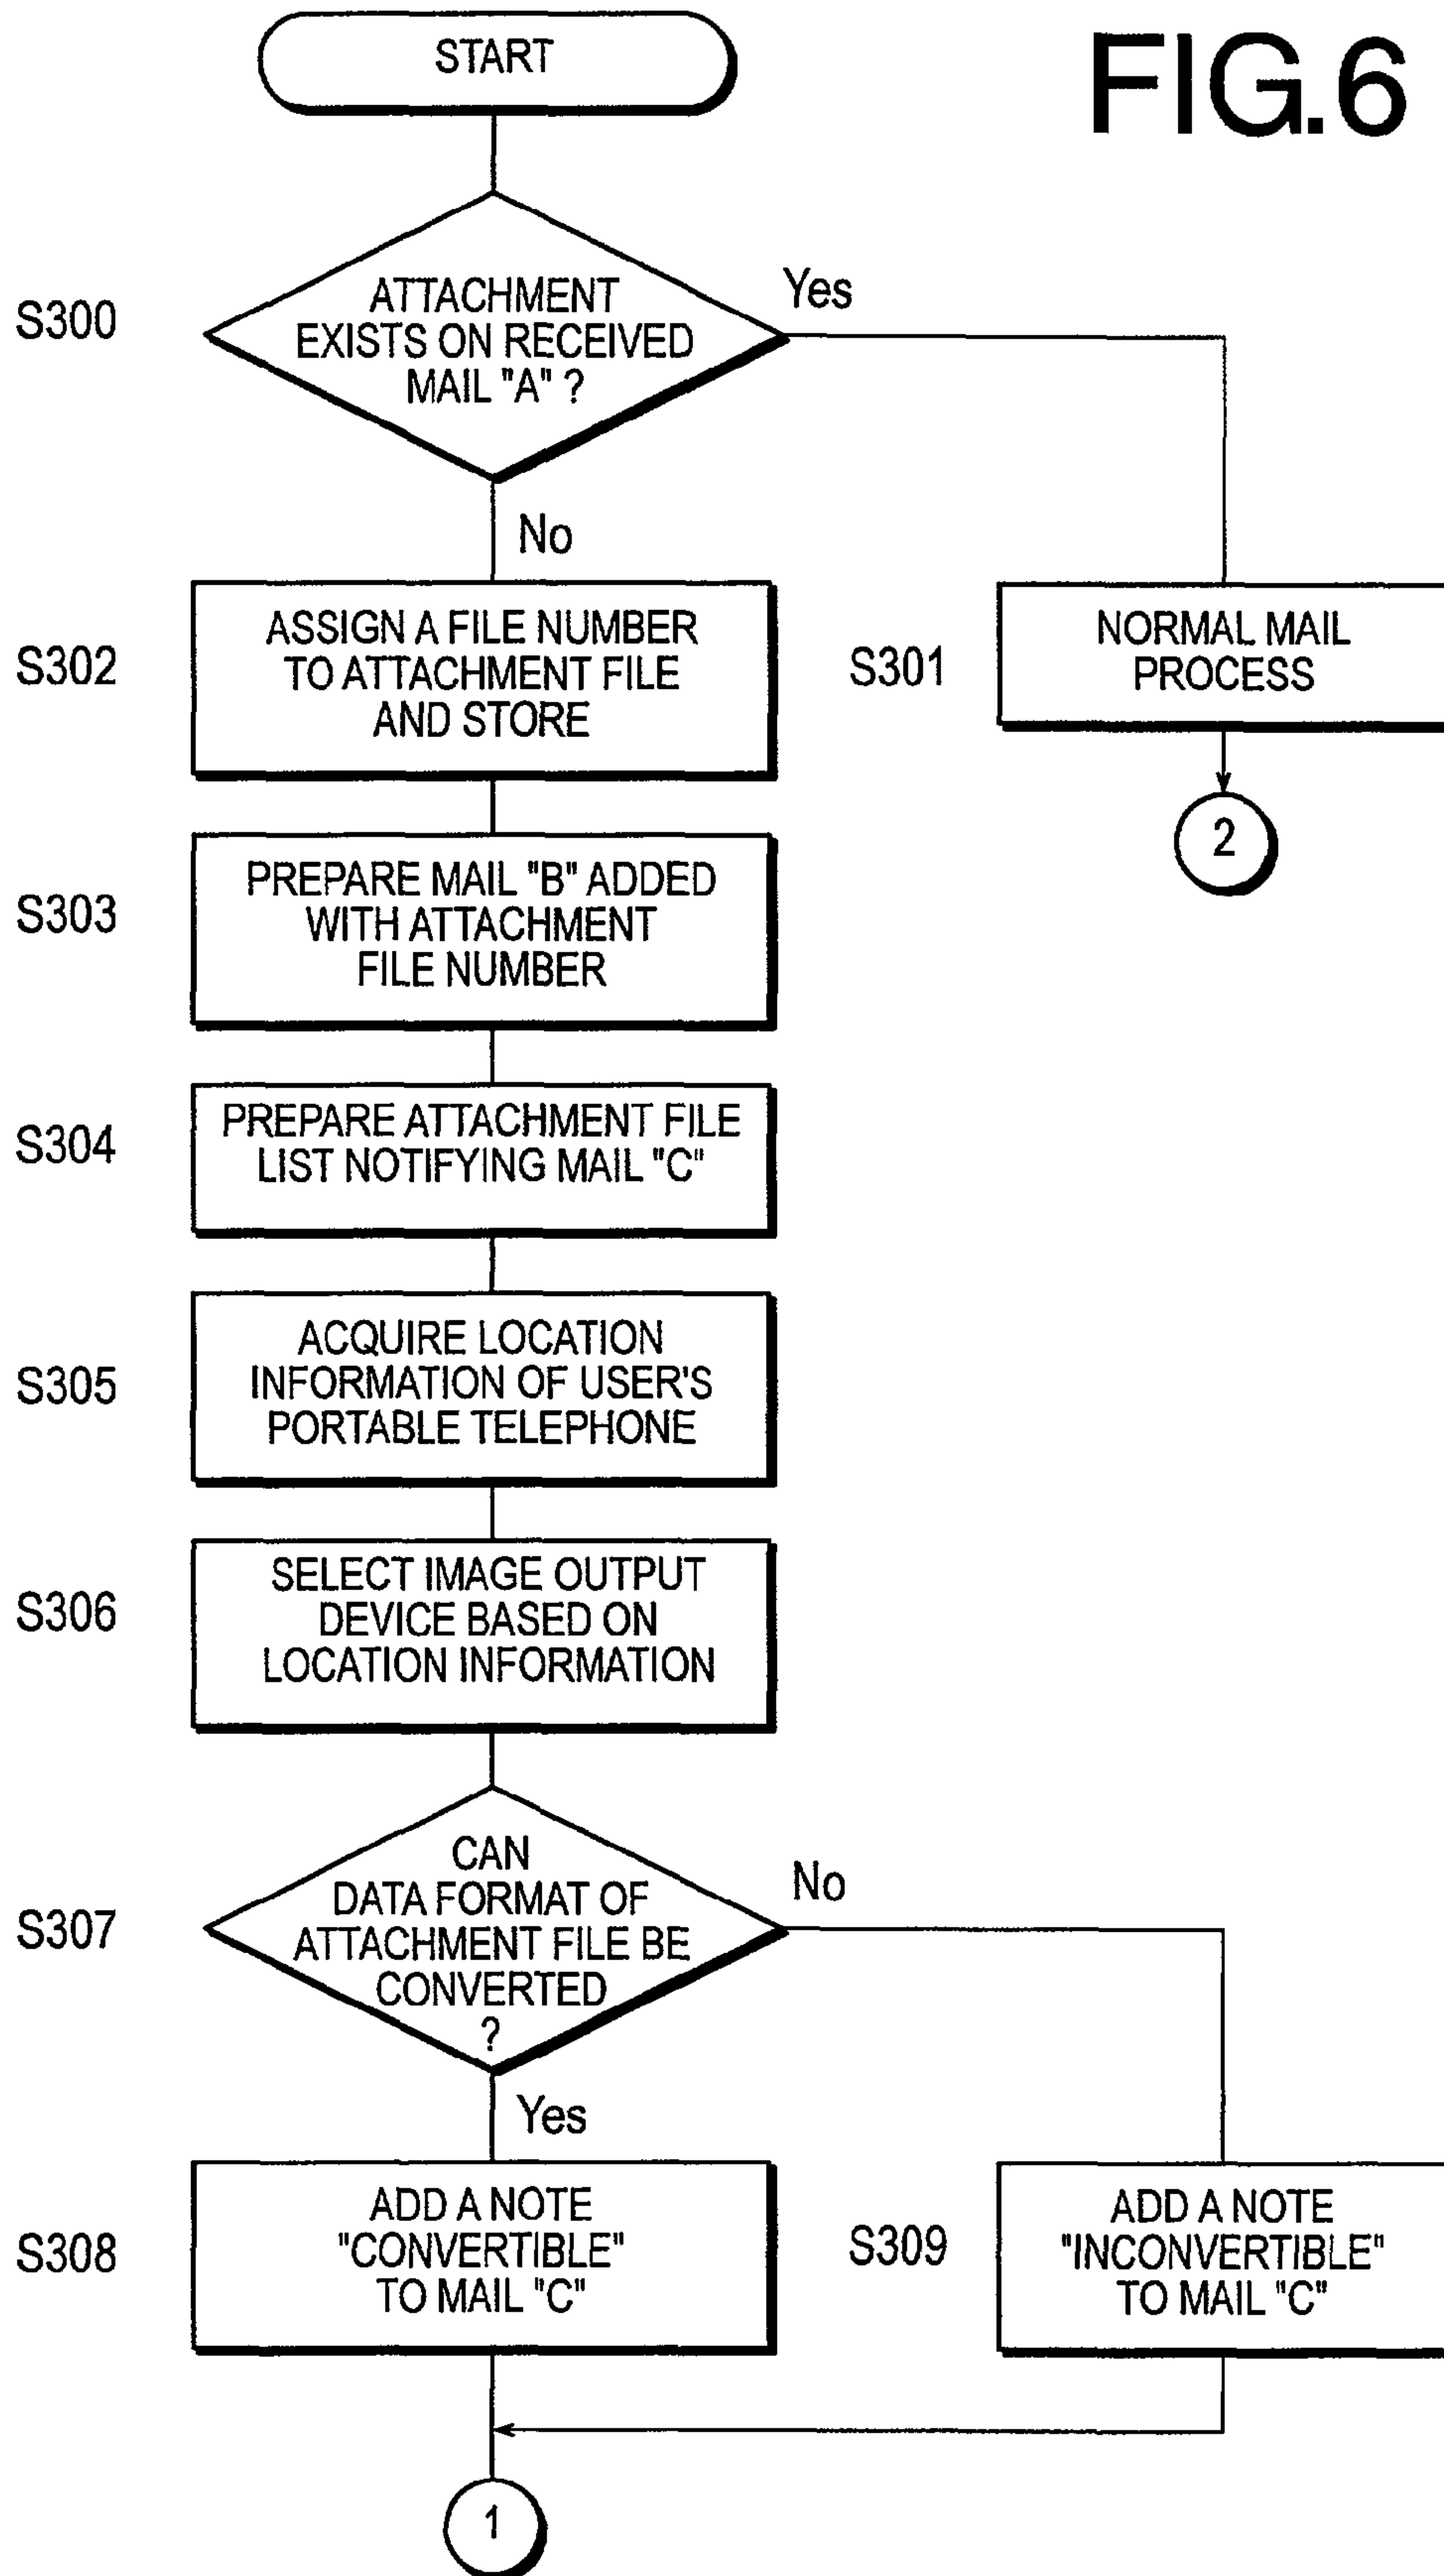 FIG.6
START
S300
ATTACHMENT
EXISTS ON RECEIVED
MAIL "A" ?
Yes
No
S302
ASSIGN A FILE NUMBER
TO ATTACHMENT FILE
AND STORE
S301
NORMAL MAIL
PROCESS
2
S303
PREPARE MAIL "B" ADDED
WITH ATTACHMENT
FILE NUMBER
S304
PREPARE ATTACHMENT FILE
LIST NOTIFYING MAIL "C"
S305
ACQUIRE LOCATION
INFORMATION OF USER'S
PORTABLE TELEPHONE
S306
SELECT IMAGE OUTPUT
DEVICE BASED ON
LOCATION INFORMATION
S307
CAN
DATA FORMAT OF
ATTACHMENT FILE BE
CONVERTED
?
No
Yes
S308
ADD A NOTE
"CONVERTIBLE"
TO MAIL "C"
S309
ADD A NOTE
"INCONVERTIBLE"
TO MAIL "C"
1